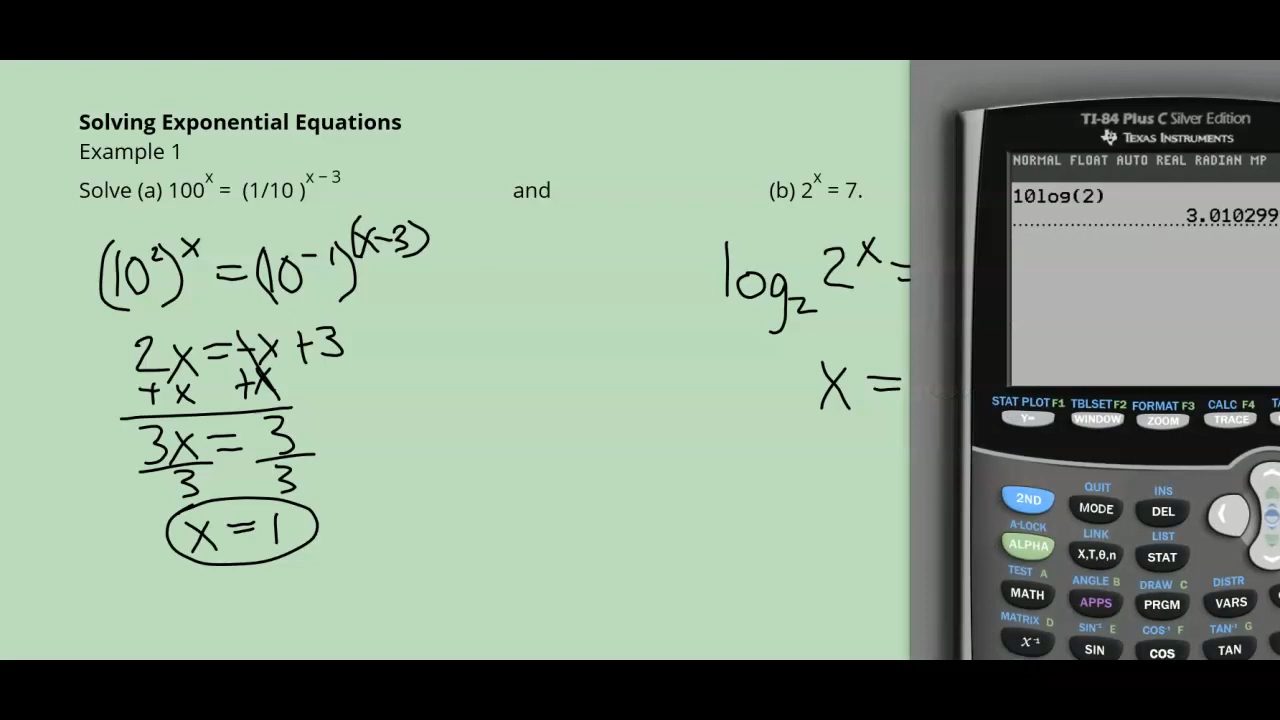 Solving Exponential Equations
Example 1
Solve (a) 100^x = (1/10 )^x – 3 and (b) 2^x = 7.
(10^2)^x = (10^-1)^(x-3)
2x = -x + 3
+ x +x
3x = 3
3 3
x = 1
log_2 2^x =
x =
TI-84 Plus C Silver Edition
TEXAS INSTRUMENTS
NORMAL FLOAT AUTO REAL RADIAN MP
10log(2)
3.010299
STAT PLOT F1 TBLSET F2 FORMAT F3 CALC F4 TA
Y= WINDOW ZOOM TRACE
QUIT INS
2ND MODE DEL
A-LOCK LINK LIST
ALPHA X,T,θ,n STAT
TEST A ANGLE B DRAW C DISTR
MATH APPS PRGM VARS
MATRIX D SIN⁻¹ E COS⁻¹ F TAN⁻¹ G
x⁻¹ SIN COS TAN